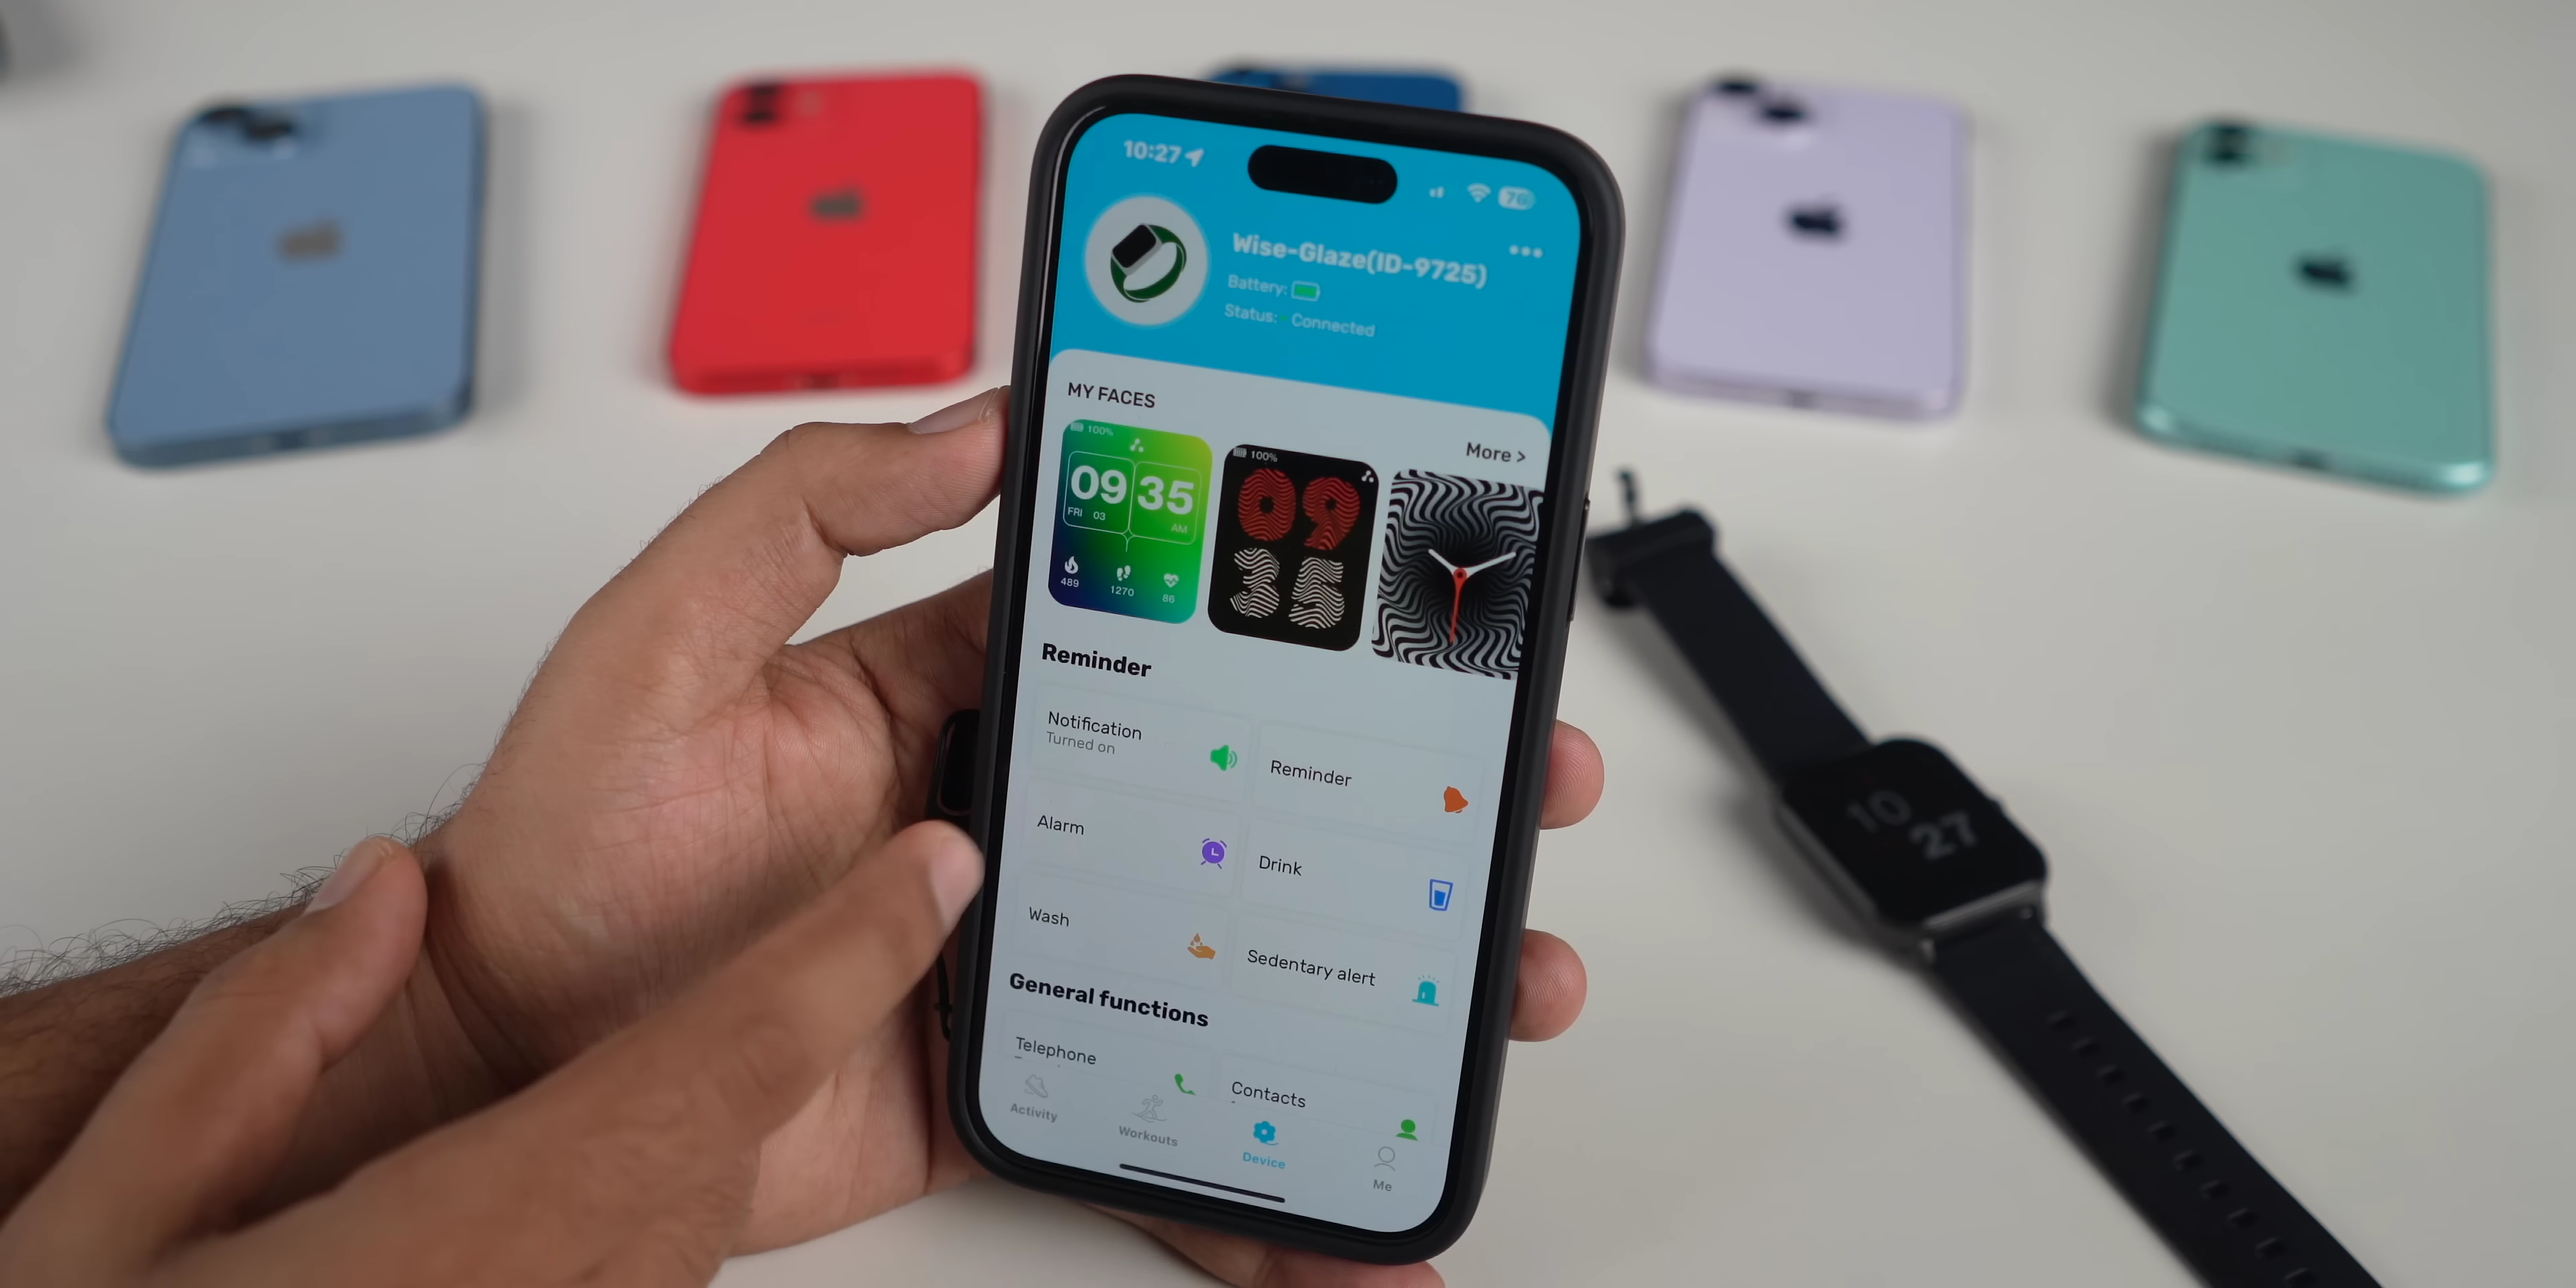 10:27
70
Wise-Glaze(ID-9725)
Battery:
Status: Connected
MY FACES
More >
100%
09 35
FRI 03
AM
489
1270
86
100%
09
35
Reminder
Notification
Turned on
Reminder
Alarm
Drink
Wash
Sedentary alert
General functions
Telephone
Contacts
Activity
Workouts
Device
Me
10
27